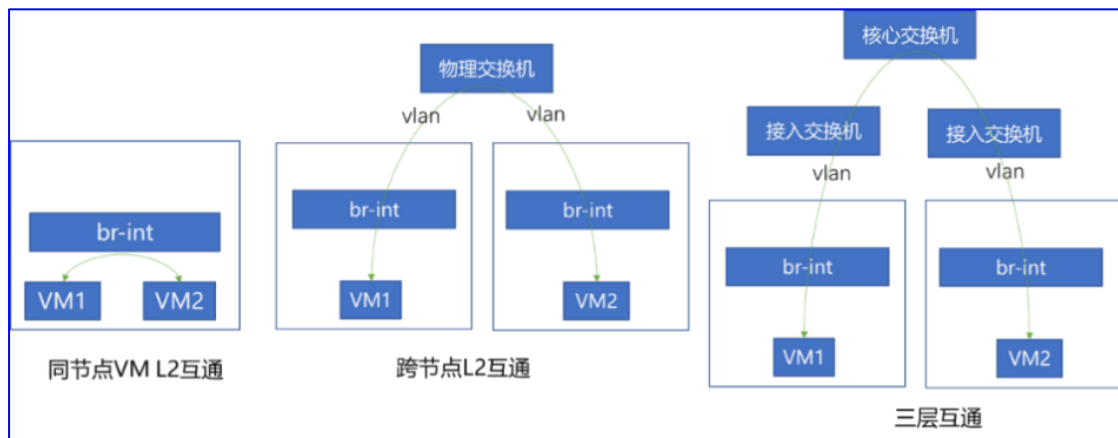 br-int
VM1
VM2
同节点VM L2互通
物理交换机
vlan
vlan
br-int
br-int
VM1
VM2
跨节点L2互通
核心交换机
接入交换机
接入交换机
vlan
vlan
br-int
br-int
VM1
VM2
三层互通